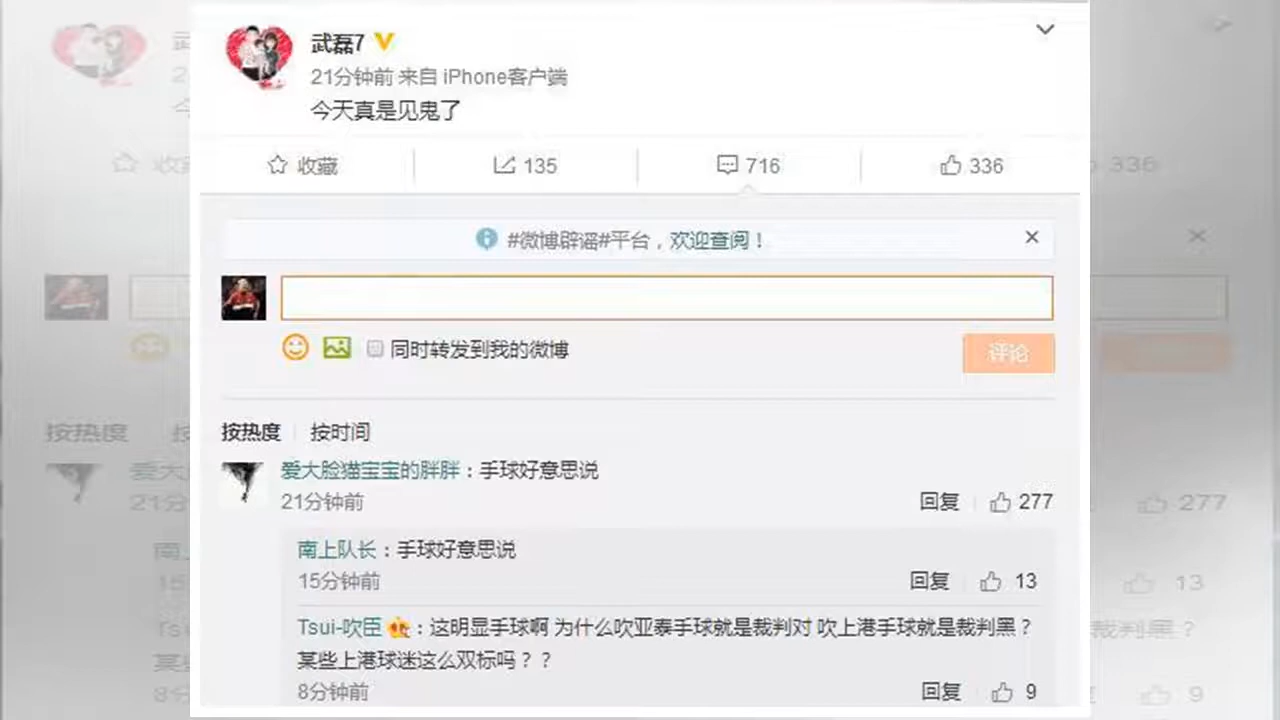 武磊7
21分钟前 来自 iPhone客户端
今天真是见鬼了
收藏
135
716
336
#微博辟谣#平台，欢迎查阅！
同时转发到我的微博
评论
按热度 按时间
爱大脸猫宝宝的胖胖：手球好意思说
21分钟前
回复 277
南上队长：手球好意思说
15分钟前
回复 13
Tsui-吹臣：这明显手球啊 为什么吹亚泰手球就是裁判对 吹上港手球就是裁判黑？
某些上港球迷这么双标吗？？
8分钟前
回复 9